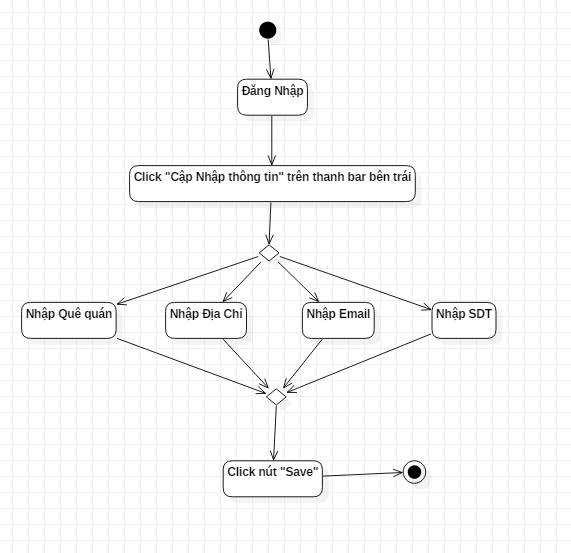 Đăng Nhập
Click "Cập Nhập thông tin" trên thanh bar bên trái
Nhập Quê quán
Nhập Địa Chi
Nhập Email
Nhập SDT
Click nút "Save"